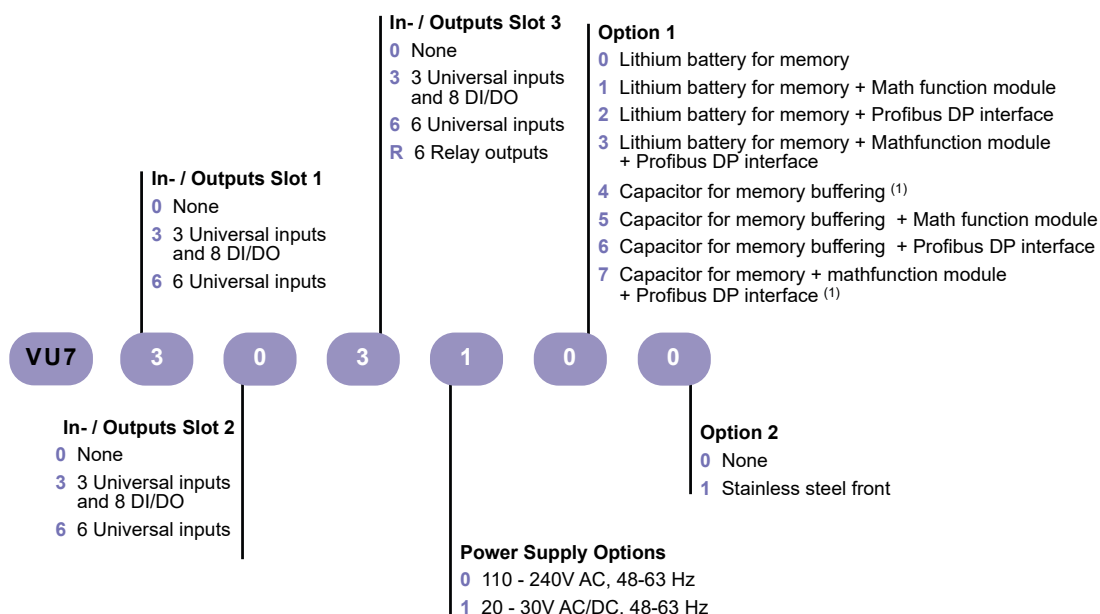 In- / Outputs Slot 3
0 None
3 3 Universal inputs
and 8 DI/DO
6 6 Universal inputs
R 6 Relay outputs
Option 1
0 Lithium battery for memory
1 Lithium battery for memory + Math function module
2 Lithium battery for memory + Profibus DP interface
3 Lithium battery for memory + Mathfunction module
+ Profibus DP interface
4 Capacitor for memory buffering (1)
5 Capacitor for memory buffering + Math function module
6 Capacitor for memory buffering + Profibus DP interface
7 Capacitor for memory + mathfunction module
+ Profibus DP interface (1)
In- / Outputs Slot 1
0 None
3 3 Universal inputs
and 8 DI/DO
6 6 Universal inputs
VU7 3 0 3 1 0 0
In- / Outputs Slot 2
0 None
3 3 Universal inputs
and 8 DI/DO
6 6 Universal inputs
Option 2
0 None
1 Stainless steel front
Power Supply Options
0 110 - 240V AC, 48-63 Hz
1 20 - 30V AC/DC, 48-63 Hz